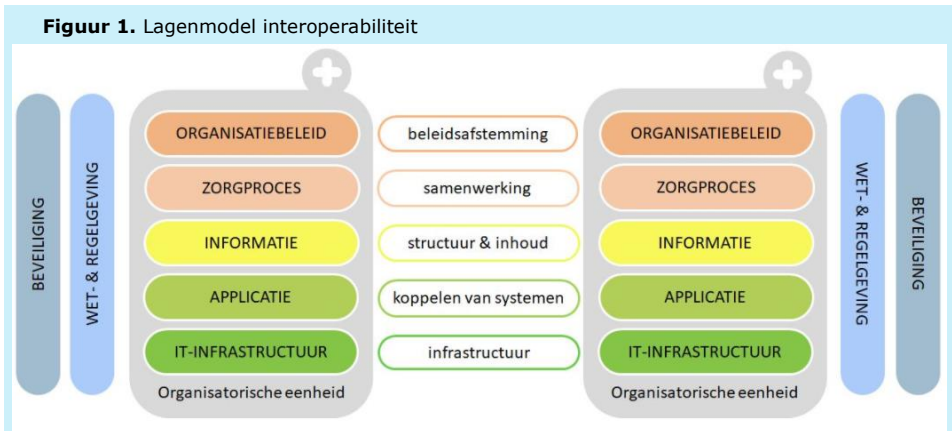 Figuur 1. Lagenmodel interoperabiliteit
BEVEILIGING
WET- & REGELGEVING
ORGANISATIEBELEID
ZORGPROCES
INFORMATIE
APPLICATIE
IT-INFRASTRUCTUUR
Organisatorische eenheid
beleidsafstemming
samenwerking
structuur & inhoud
koppelen van systemen
infrastructuur
ORGANISATIEBELEID
ZORGPROCES
INFORMATIE
APPLICATIE
IT-INFRASTRUCTUUR
Organisatorische eenheid
WET- & REGELGEVING
BEVEILIGING